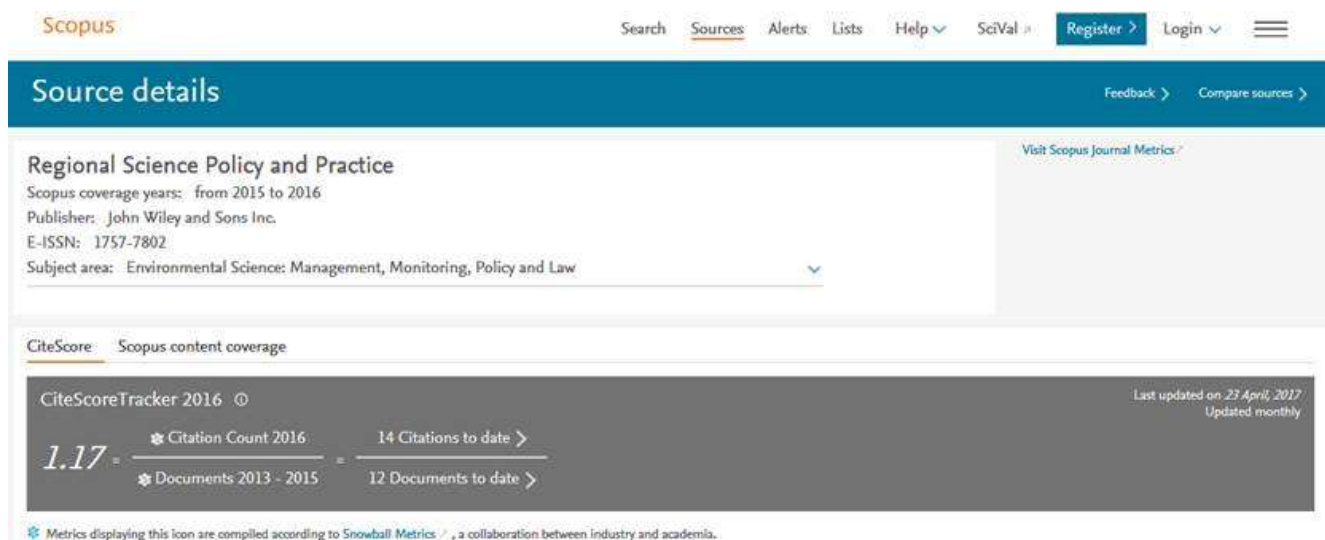 Scopus
Search Sources Alerts Lists Help SciVal Register > Login
Source details
Feedback > Compare sources >
Regional Science Policy and Practice
Visit Scopus Journal Metrics
Scopus coverage years: from 2015 to 2016
Publisher: John Wiley and Sons Inc.
E-ISSN: 1757-7802
Subject area: Environmental Science: Management, Monitoring, Policy and Law
CiteScore Scopus content coverage
CiteScoreTracker 2016
Last updated on 23 April, 2017
Updated monthly
1.17 = Citation Count 2016 = 14 Citations to date >
Documents 2013 - 2015 12 Documents to date >
Metrics displaying this icon are compiled according to Snowball Metrics , a collaboration between industry and academia.